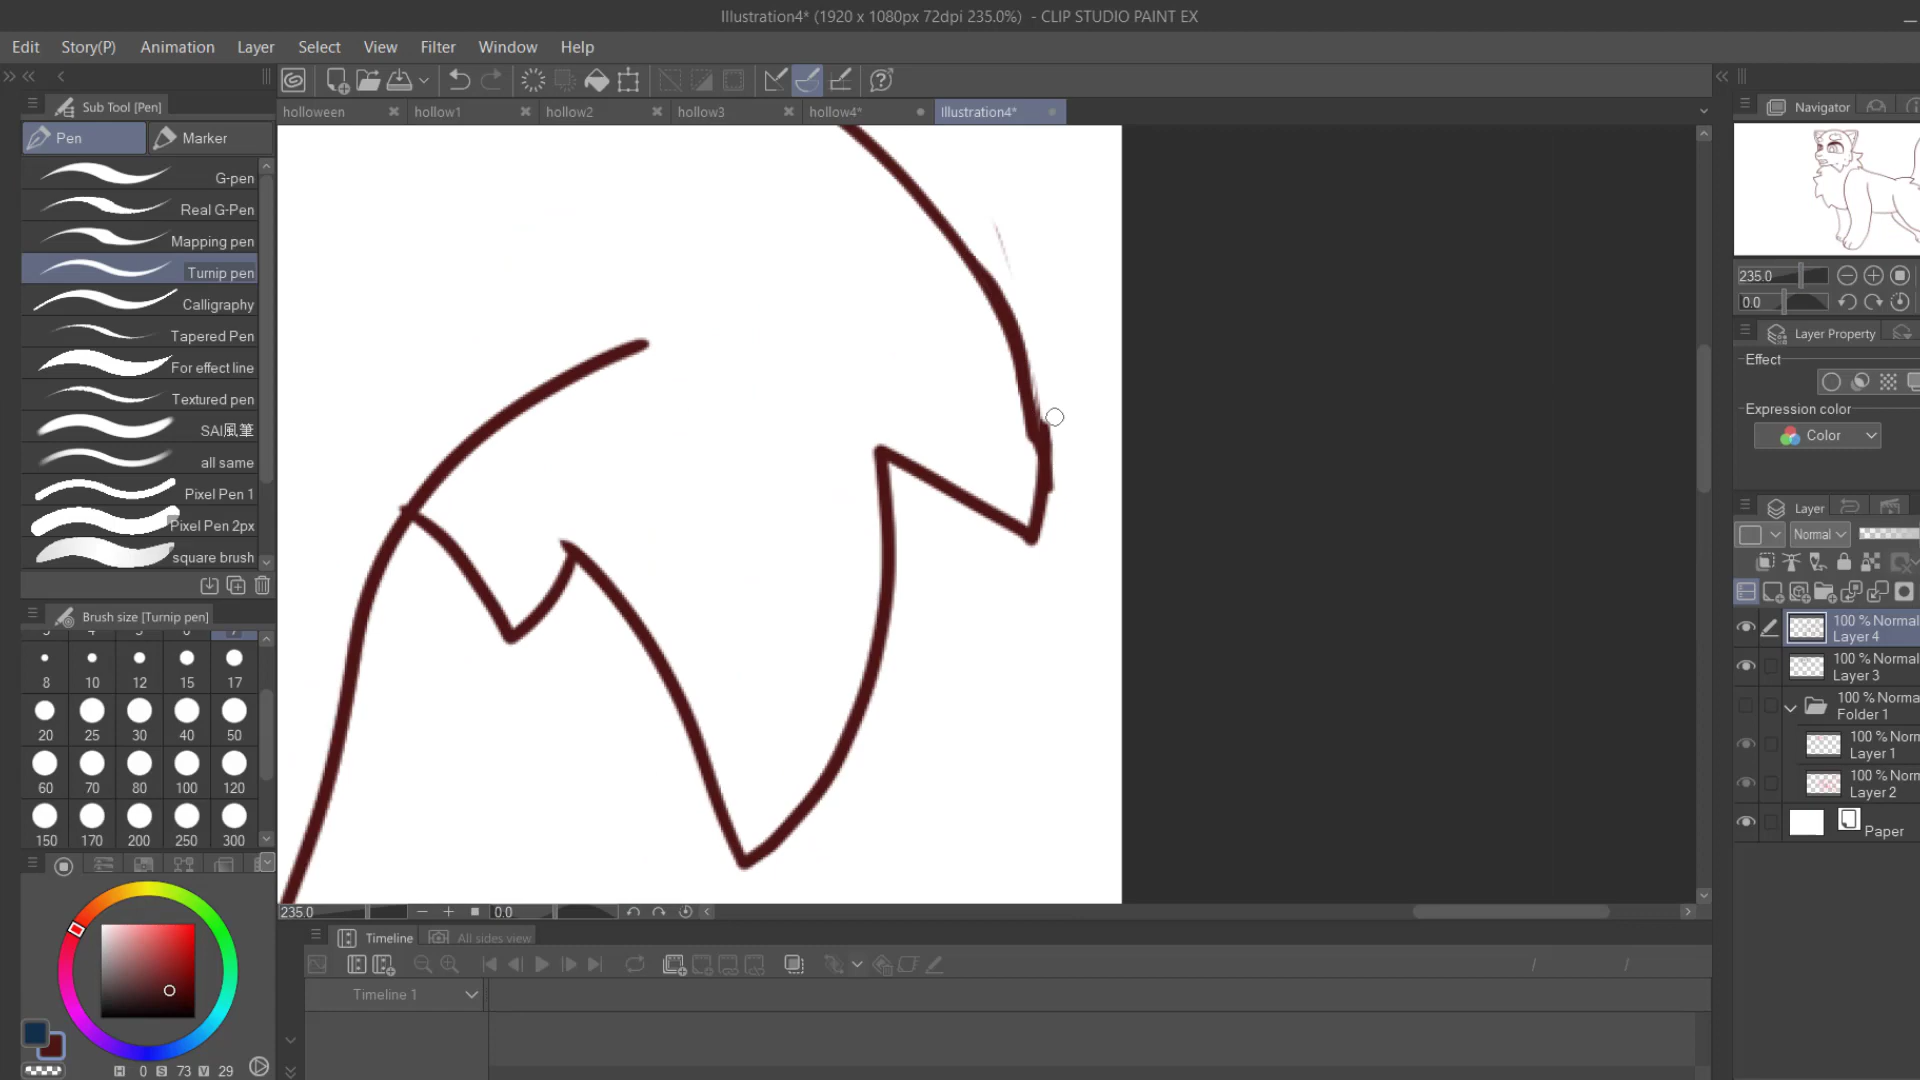 Illustration4* (1920 x 1080px 72dpi 235.0%) - CLIP STUDIO PAINT EX
Edit Story(P) Animation Layer Select View Filter Window Help
Sub Tool [Pen]
holloween hollow1 hollow2 hollow3 hollow4* Illustration4*
Navigator
Pen Marker
G-pen
Real G-Pen
Mapping pen
Turnip pen
Calligraphy
Tapered Pen
For effect line
Textured pen
SAI風筆
all same
Pixel Pen 1
Pixel Pen 2px
square brush
235.0
0.0
Layer Property
Effect
Expression color
Color
Layer
Normal
100 % Normal
Layer 4
100 % Normal
Layer 3
100 % Norma
Folder 1
100 % Norm
Layer 1
100 % Norm
Layer 2
Paper
Brush size [Turnip pen]
8 10 12 15 17
20 25 30 40 50
60 70 80 100 120
150 170 200 250 300
235.0 0.0
Timeline All sides view
Timeline 1
H 0 S 73 V 29